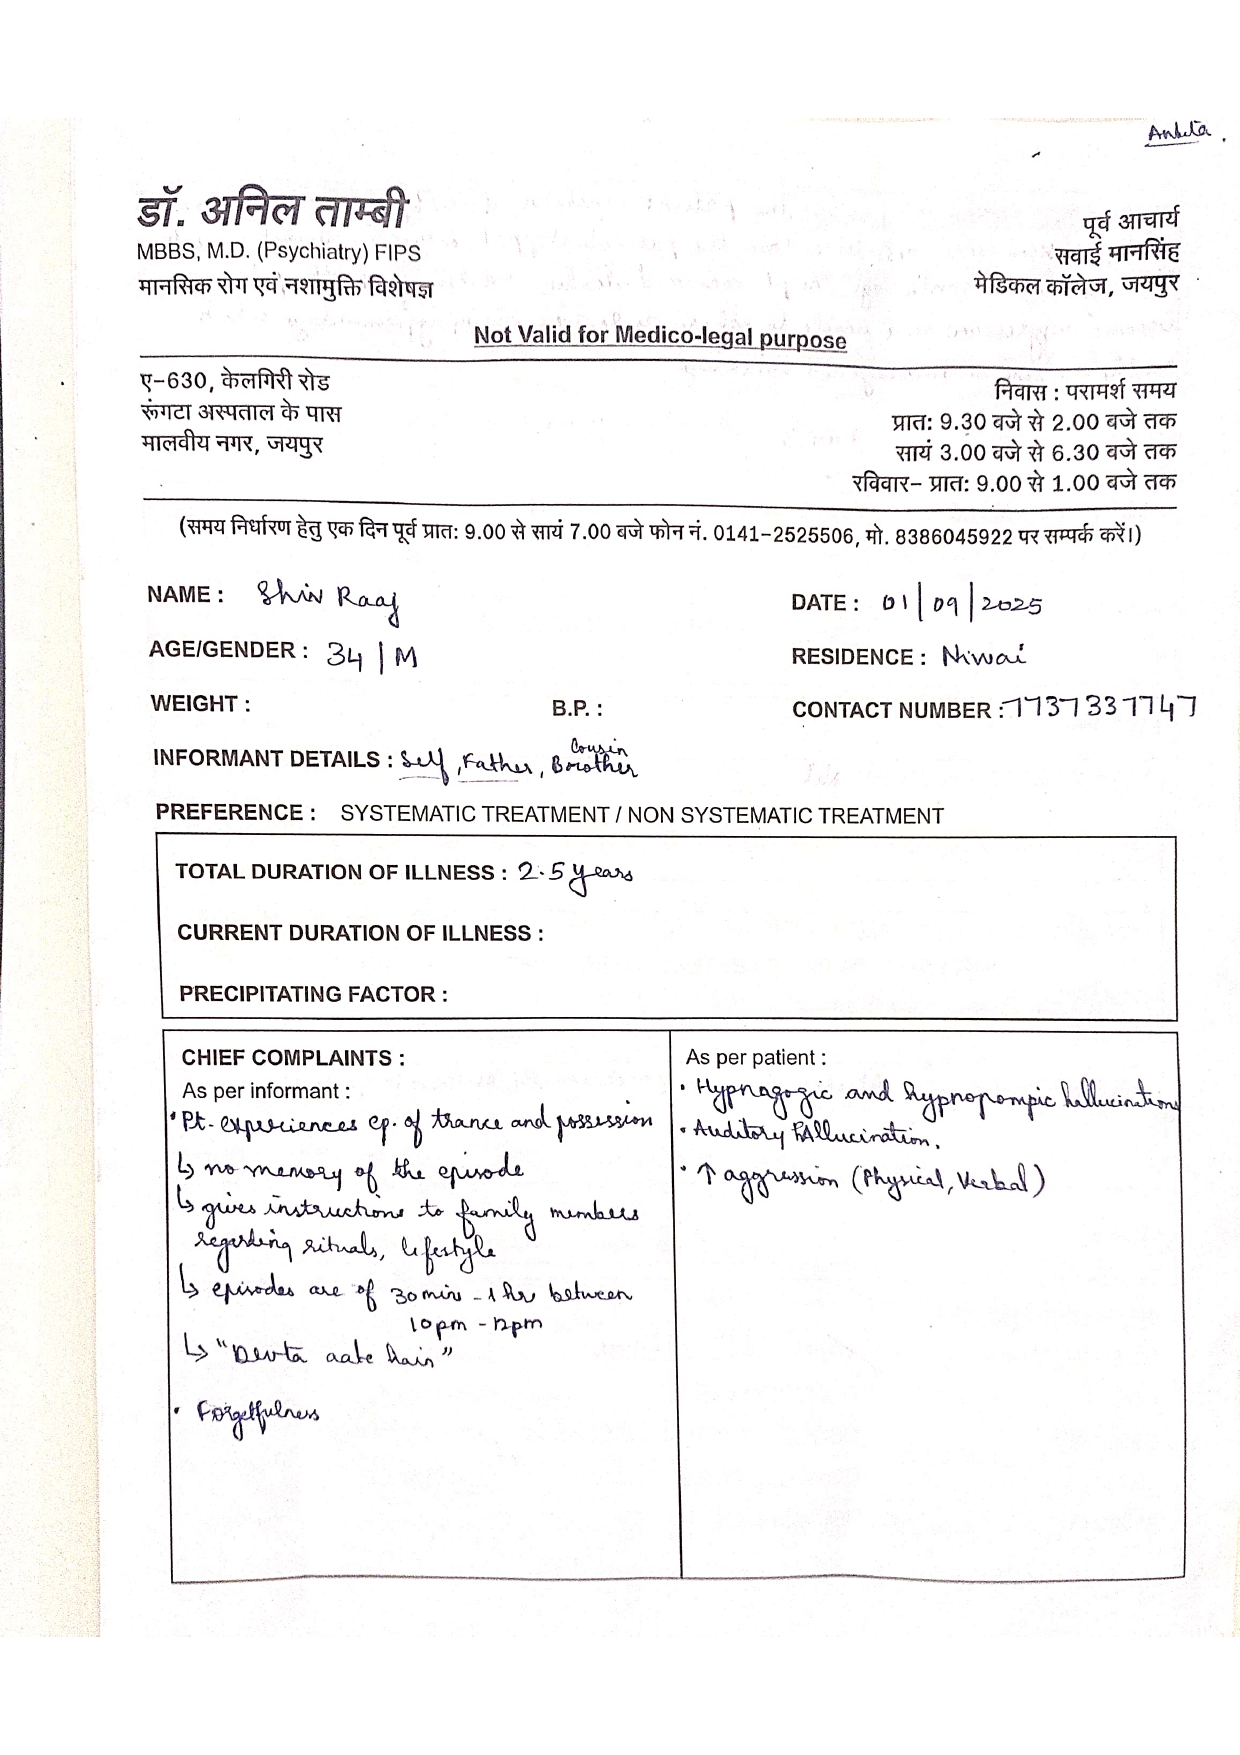 Ankita.
डॉ. अनिल ताम्बी
MBBS, M.D. (Psychiatry) FIPS
मानसिक रोग एवं नशामुक्ति विशेषज्ञ
पूर्व आचार्य
सवाई मानसिंह
मेडिकल कॉलेज, जयपुर
Not Valid for Medico-legal purpose
ए-630, केलगिरी रोड
रूंगटा अस्पताल के पास
मालवीय नगर, जयपुर
निवास : परामर्श समय
प्रात: 9.30 बजे से 2.00 बजे तक
सायं 3.00 बजे से 6.30 बजे तक
रविवार- प्रात: 9.00 से 1.00 बजे तक
(समय निर्धारण हेतु एक दिन पूर्व प्रात: 9.00 से सायं 7.00 बजे फोन नं. 0141-2525506, मो. 8386045922 पर सम्पर्क करें।)
NAME : Shiv Raaj
DATE : 01/09/2025
AGE/GENDER : 34/M
RESIDENCE : Niwai
WEIGHT :
B.P. :
CONTACT NUMBER : 7737337747
INFORMANT DETAILS : Self, Father, Cousin Brother
PREFERENCE : SYSTEMATIC TREATMENT / NON SYSTEMATIC TREATMENT
TOTAL DURATION OF ILLNESS : 2.5 years
CURRENT DURATION OF ILLNESS :
PRECIPITATING FACTOR :
CHIEF COMPLAINTS :
As per informant :
• Pt. experiences ep. of trance and possession
↳ no memory of the episode
↳ gives instructions to family members
regarding rituals, lifestyle
↳ episodes are of 30 mins - 1 hr between
10pm - 12pm
↳ "Devta aate hain"
• Forgetfulness
As per patient :
• Hypnagogic and hypnopompic hallucinations
• Auditory hAllucination.
• ↑ aggression (Physical, Verbal)